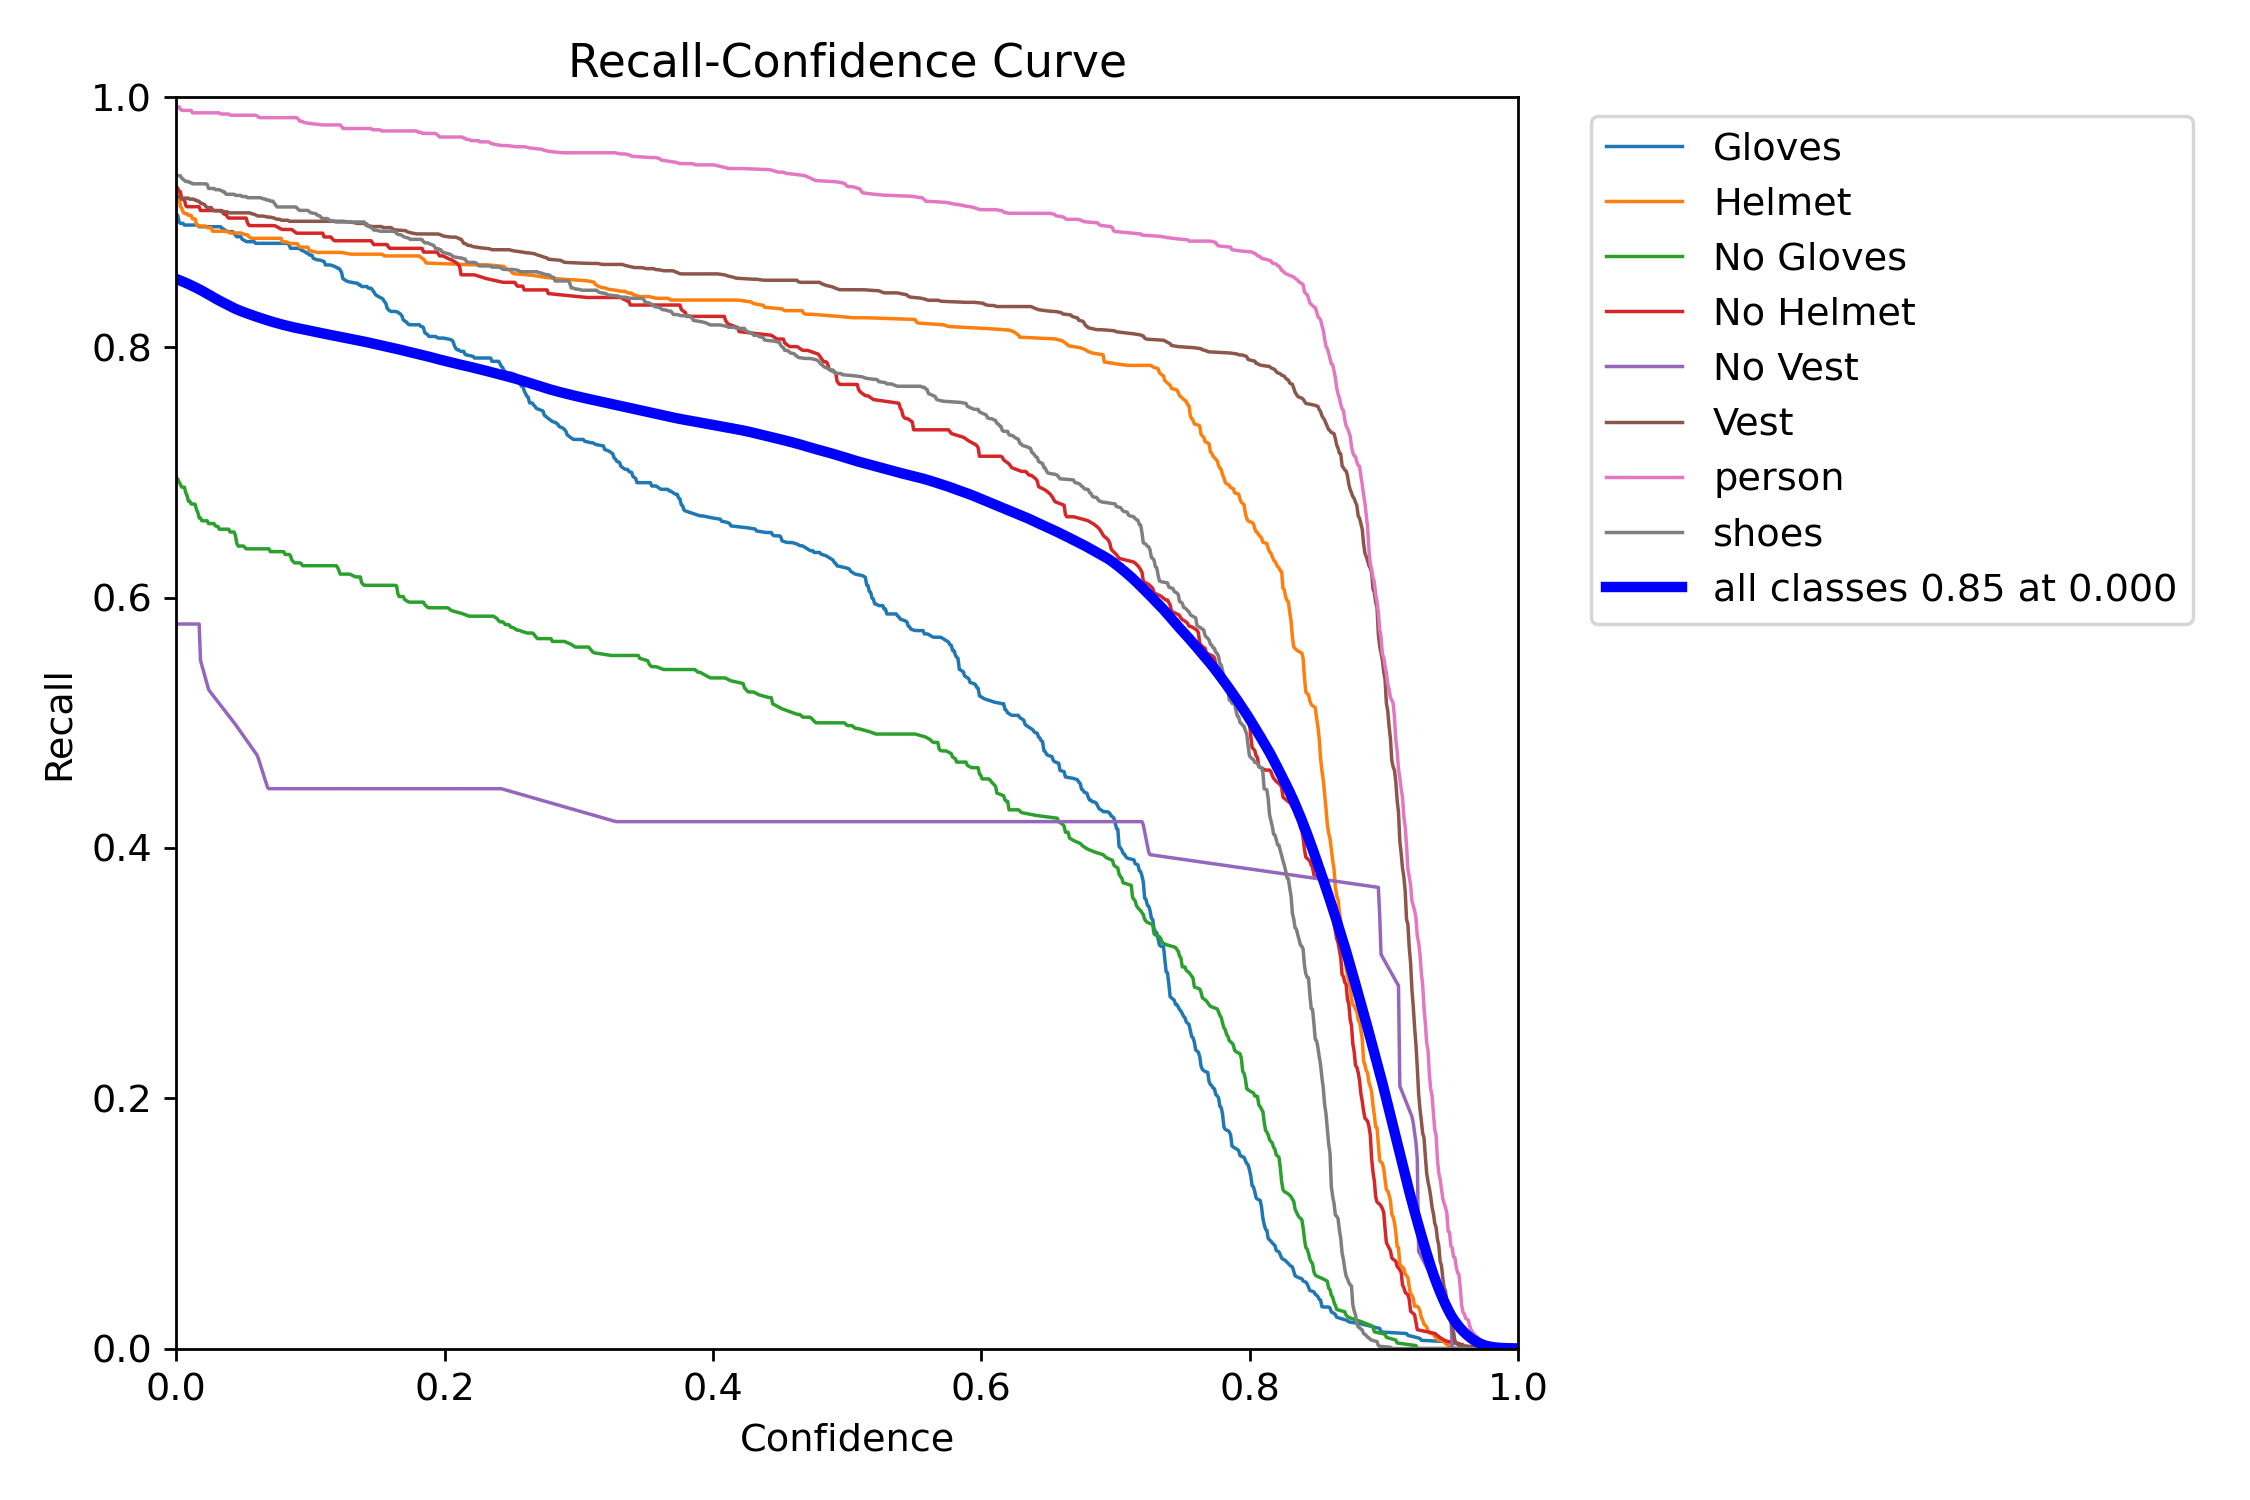 Recall-Confidence Curve
1.0
0.8
0.6
0.4
0.2
0.0
Recall
0.0 0.2 0.4 0.6 0.8 1.0
Confidence
Gloves
Helmet
No Gloves
No Helmet
No Vest
Vest
person
shoes
all classes 0.85 at 0.000